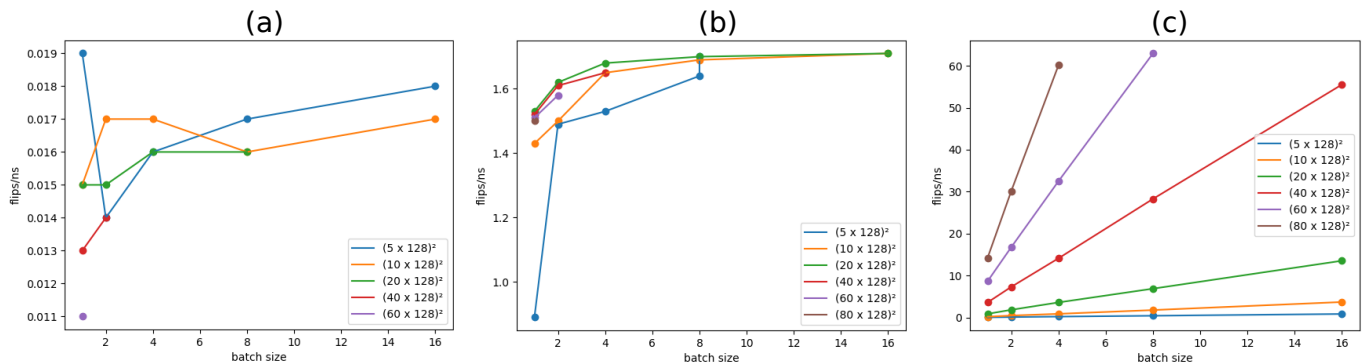 (a)
0.019
0.018
0.017
0.016
0.015
0.014
0.013
0.012
0.011
flips/ns
2 4 6 8 10 12 14 16
batch size
(5 x 128)²
(10 x 128)²
(20 x 128)²
(40 x 128)²
(60 x 128)²
(b)
1.6
1.4
1.2
1.0
flips/ns
2 4 6 8 10 12 14 16
batch size
(5 x 128)²
(10 x 128)²
(20 x 128)²
(40 x 128)²
(60 x 128)²
(80 x 128)²
(c)
60
50
40
30
20
10
0
flips/ns
2 4 6 8 10 12 14 16
batch size
(5 x 128)²
(10 x 128)²
(20 x 128)²
(40 x 128)²
(60 x 128)²
(80 x 128)²